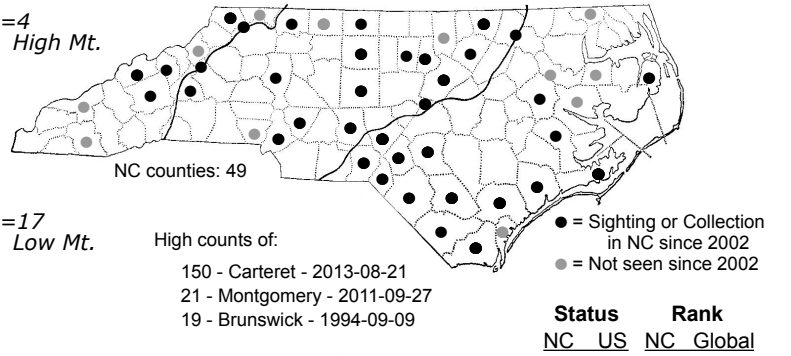 =4
High Mt.
NC counties: 49
=17
Low Mt.
High counts of:
150 - Carteret - 2013-08-21
21 - Montgomery - 2011-09-27
19 - Brunswick - 1994-09-09
● = Sighting or Collection
in NC since 2002
● = Not seen since 2002
Status Rank
NC US NC Global